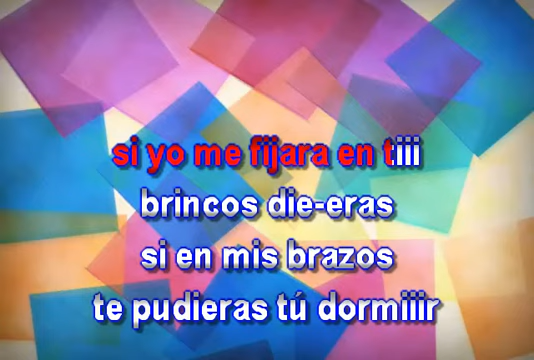 si yo me fijara en tiii
brincos die-eras
si en mis brazos
te pudieras tú dormiiir